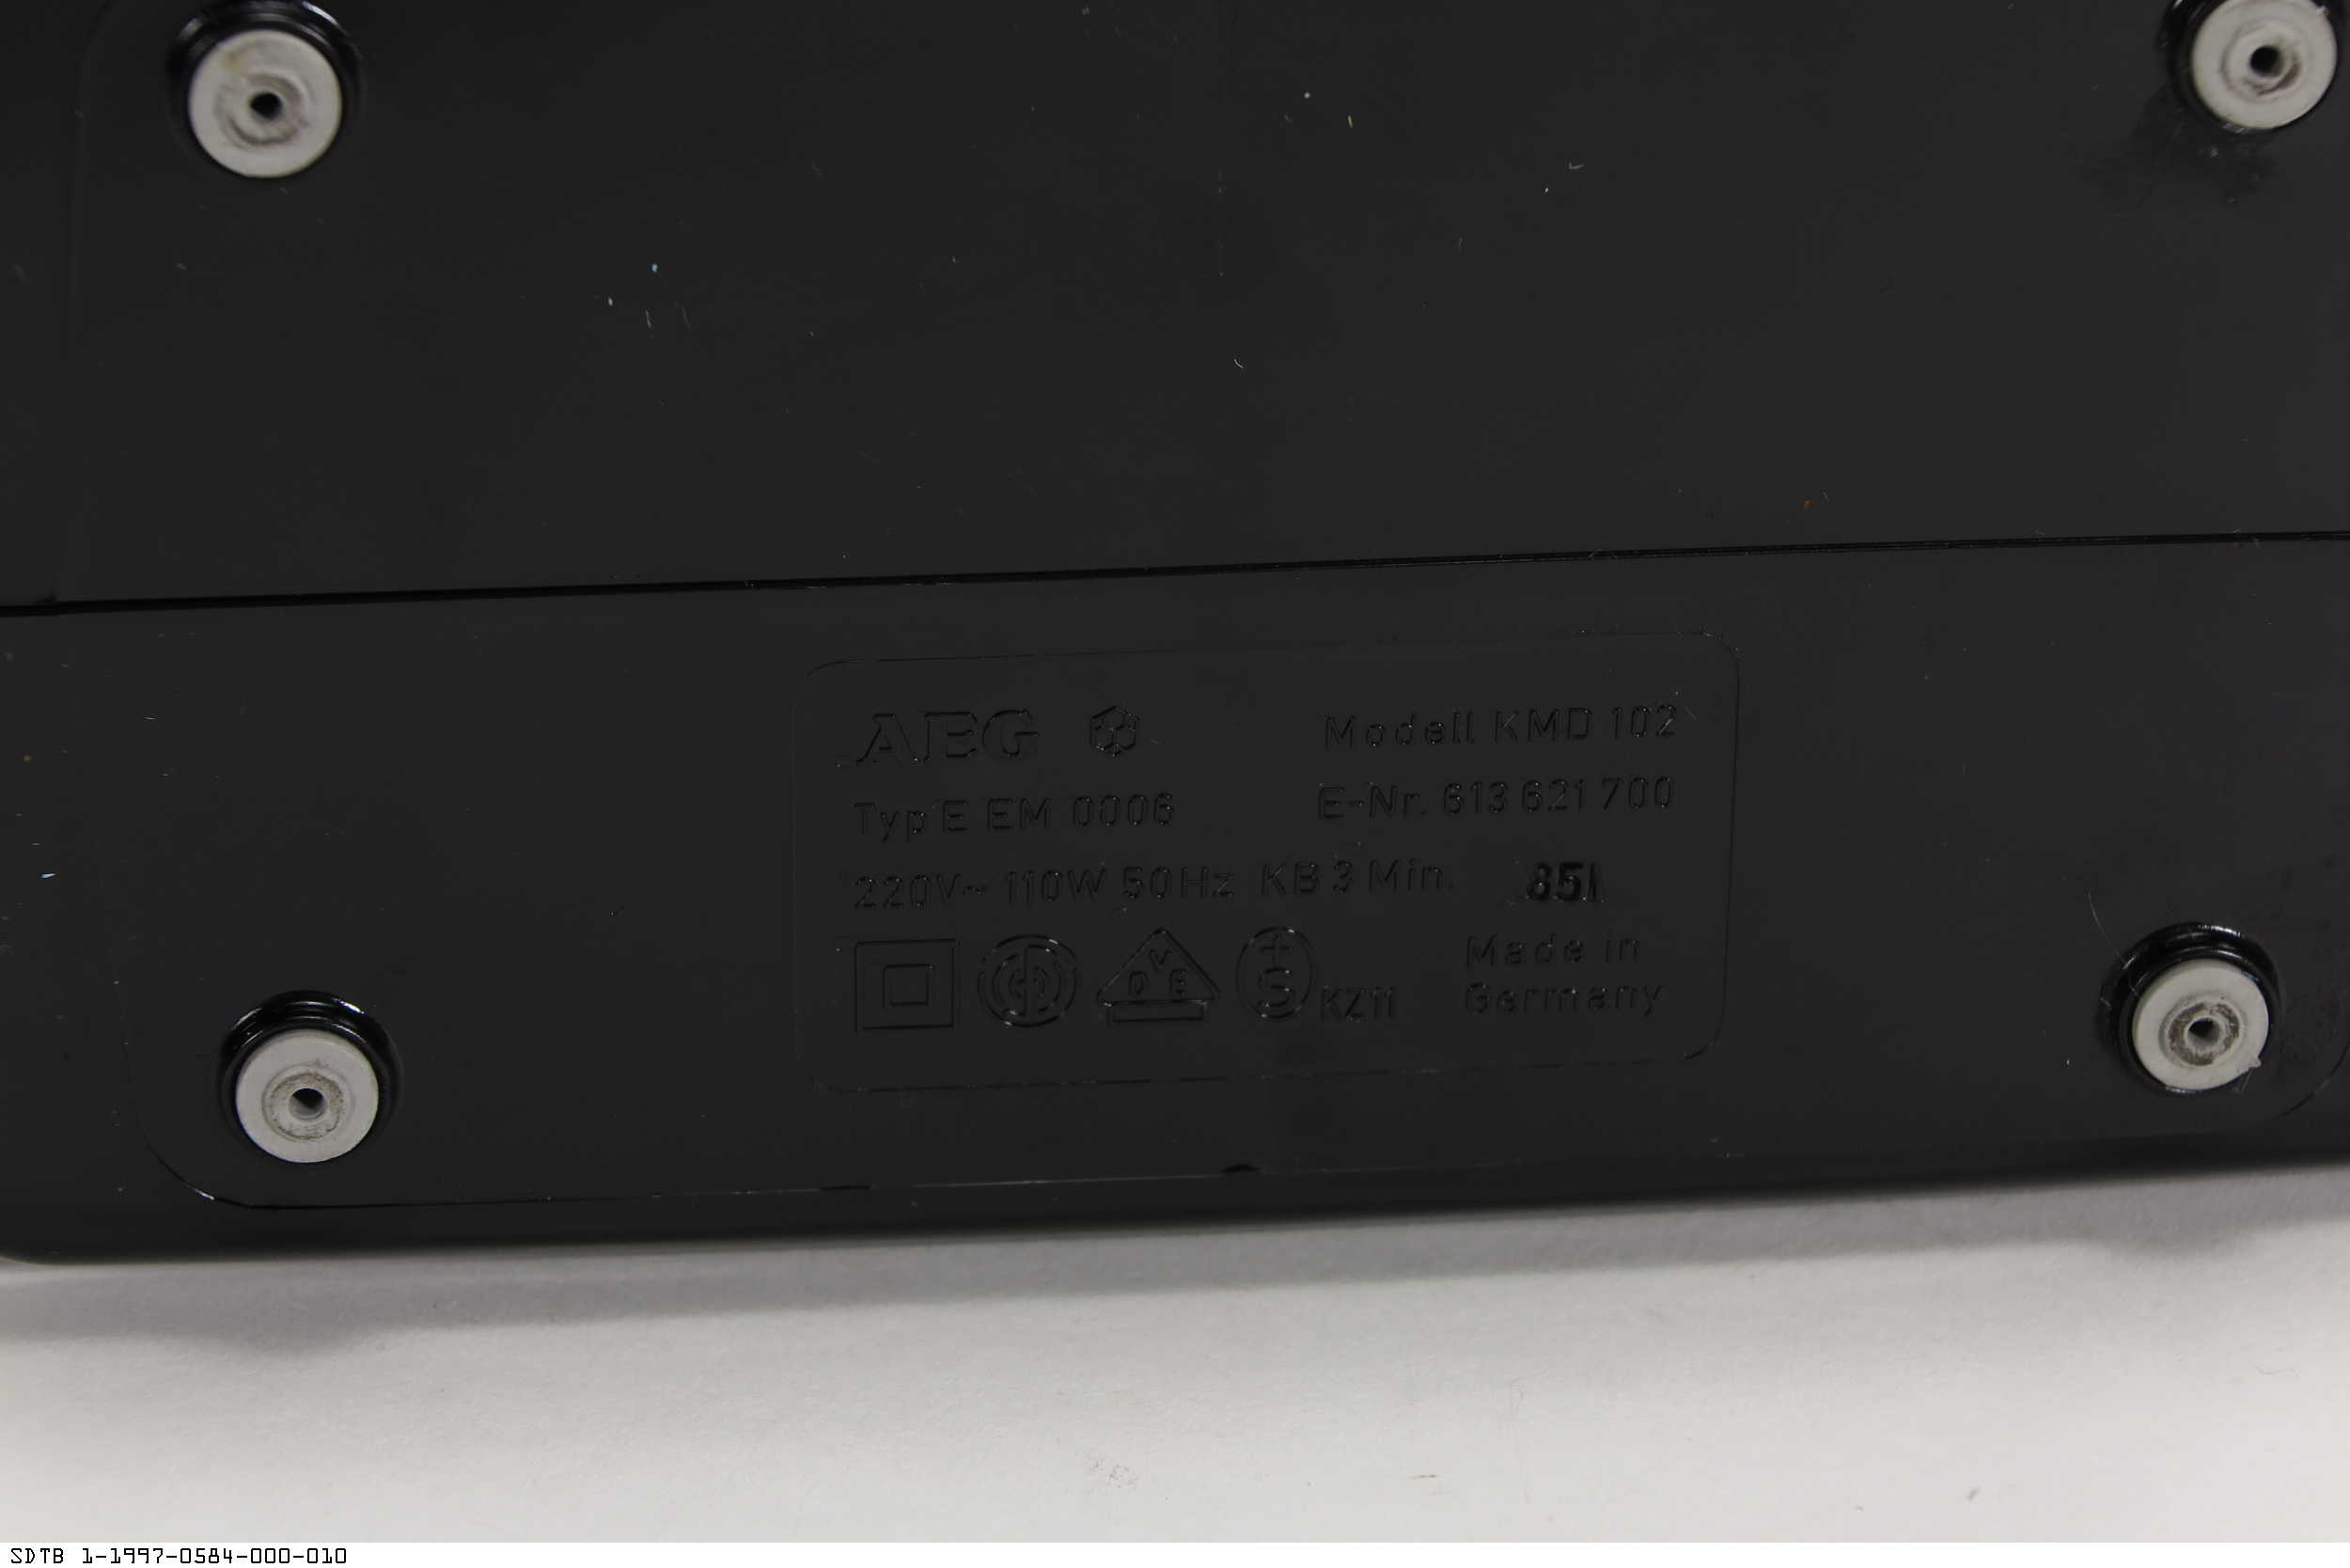 AEG Modell KMD 102
Typ E EM 0006 E-Nr. 613 621 700
220V~ 110W 50Hz KB 3 Min.
D V E S KZ11 Made in
Germany
SDTB 1-1997-0584-000-010